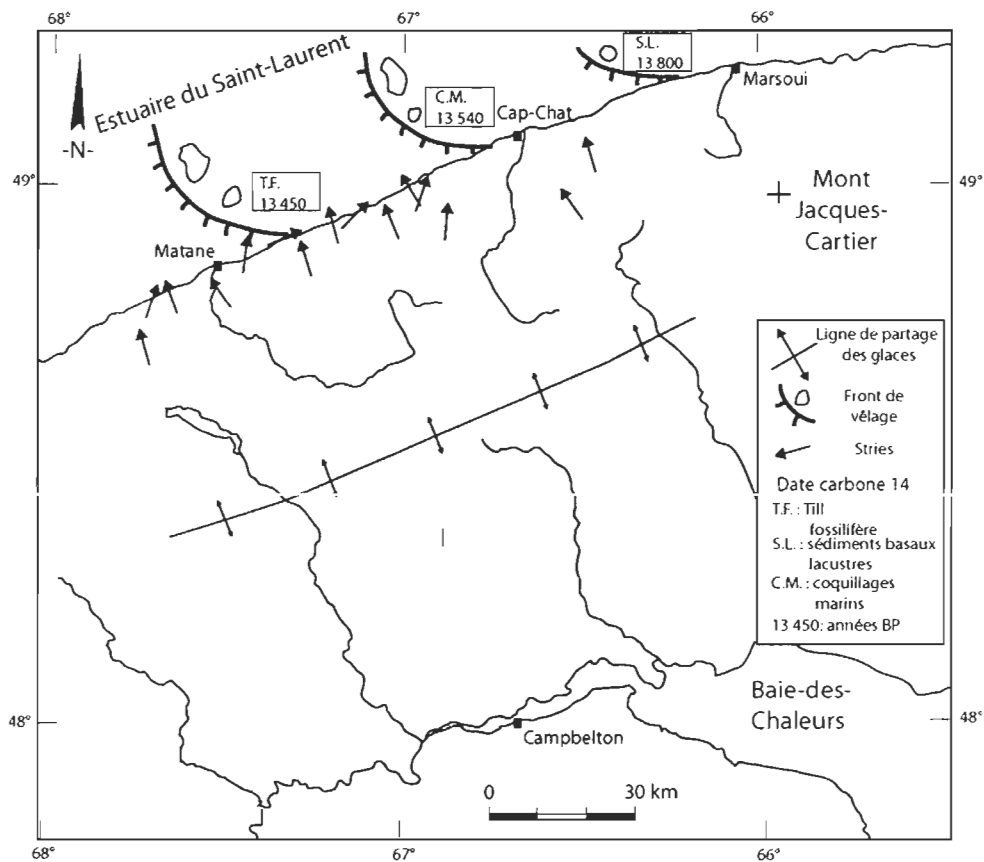 68°
67°
66°
Estuaire du Saint-Laurent
S.L.
13 800
Marsoui
C.M.
13 540
Cap-Chat
-N-
49°
49°
T.F.
13 450
Mont
Jacques-
Cartier
Matane
Ligne de partage
des glaces
Front de
vêlage
Stries
Date carbone 14
T.F. : Till
fossilifère
S.L. : sédiments basaux
lacustres
C.M. : coquillages
marins
13 450: années BP
Baie-des-
Chaleurs
48°
48°
Campbelton
0 30 km
68°
67°
66°